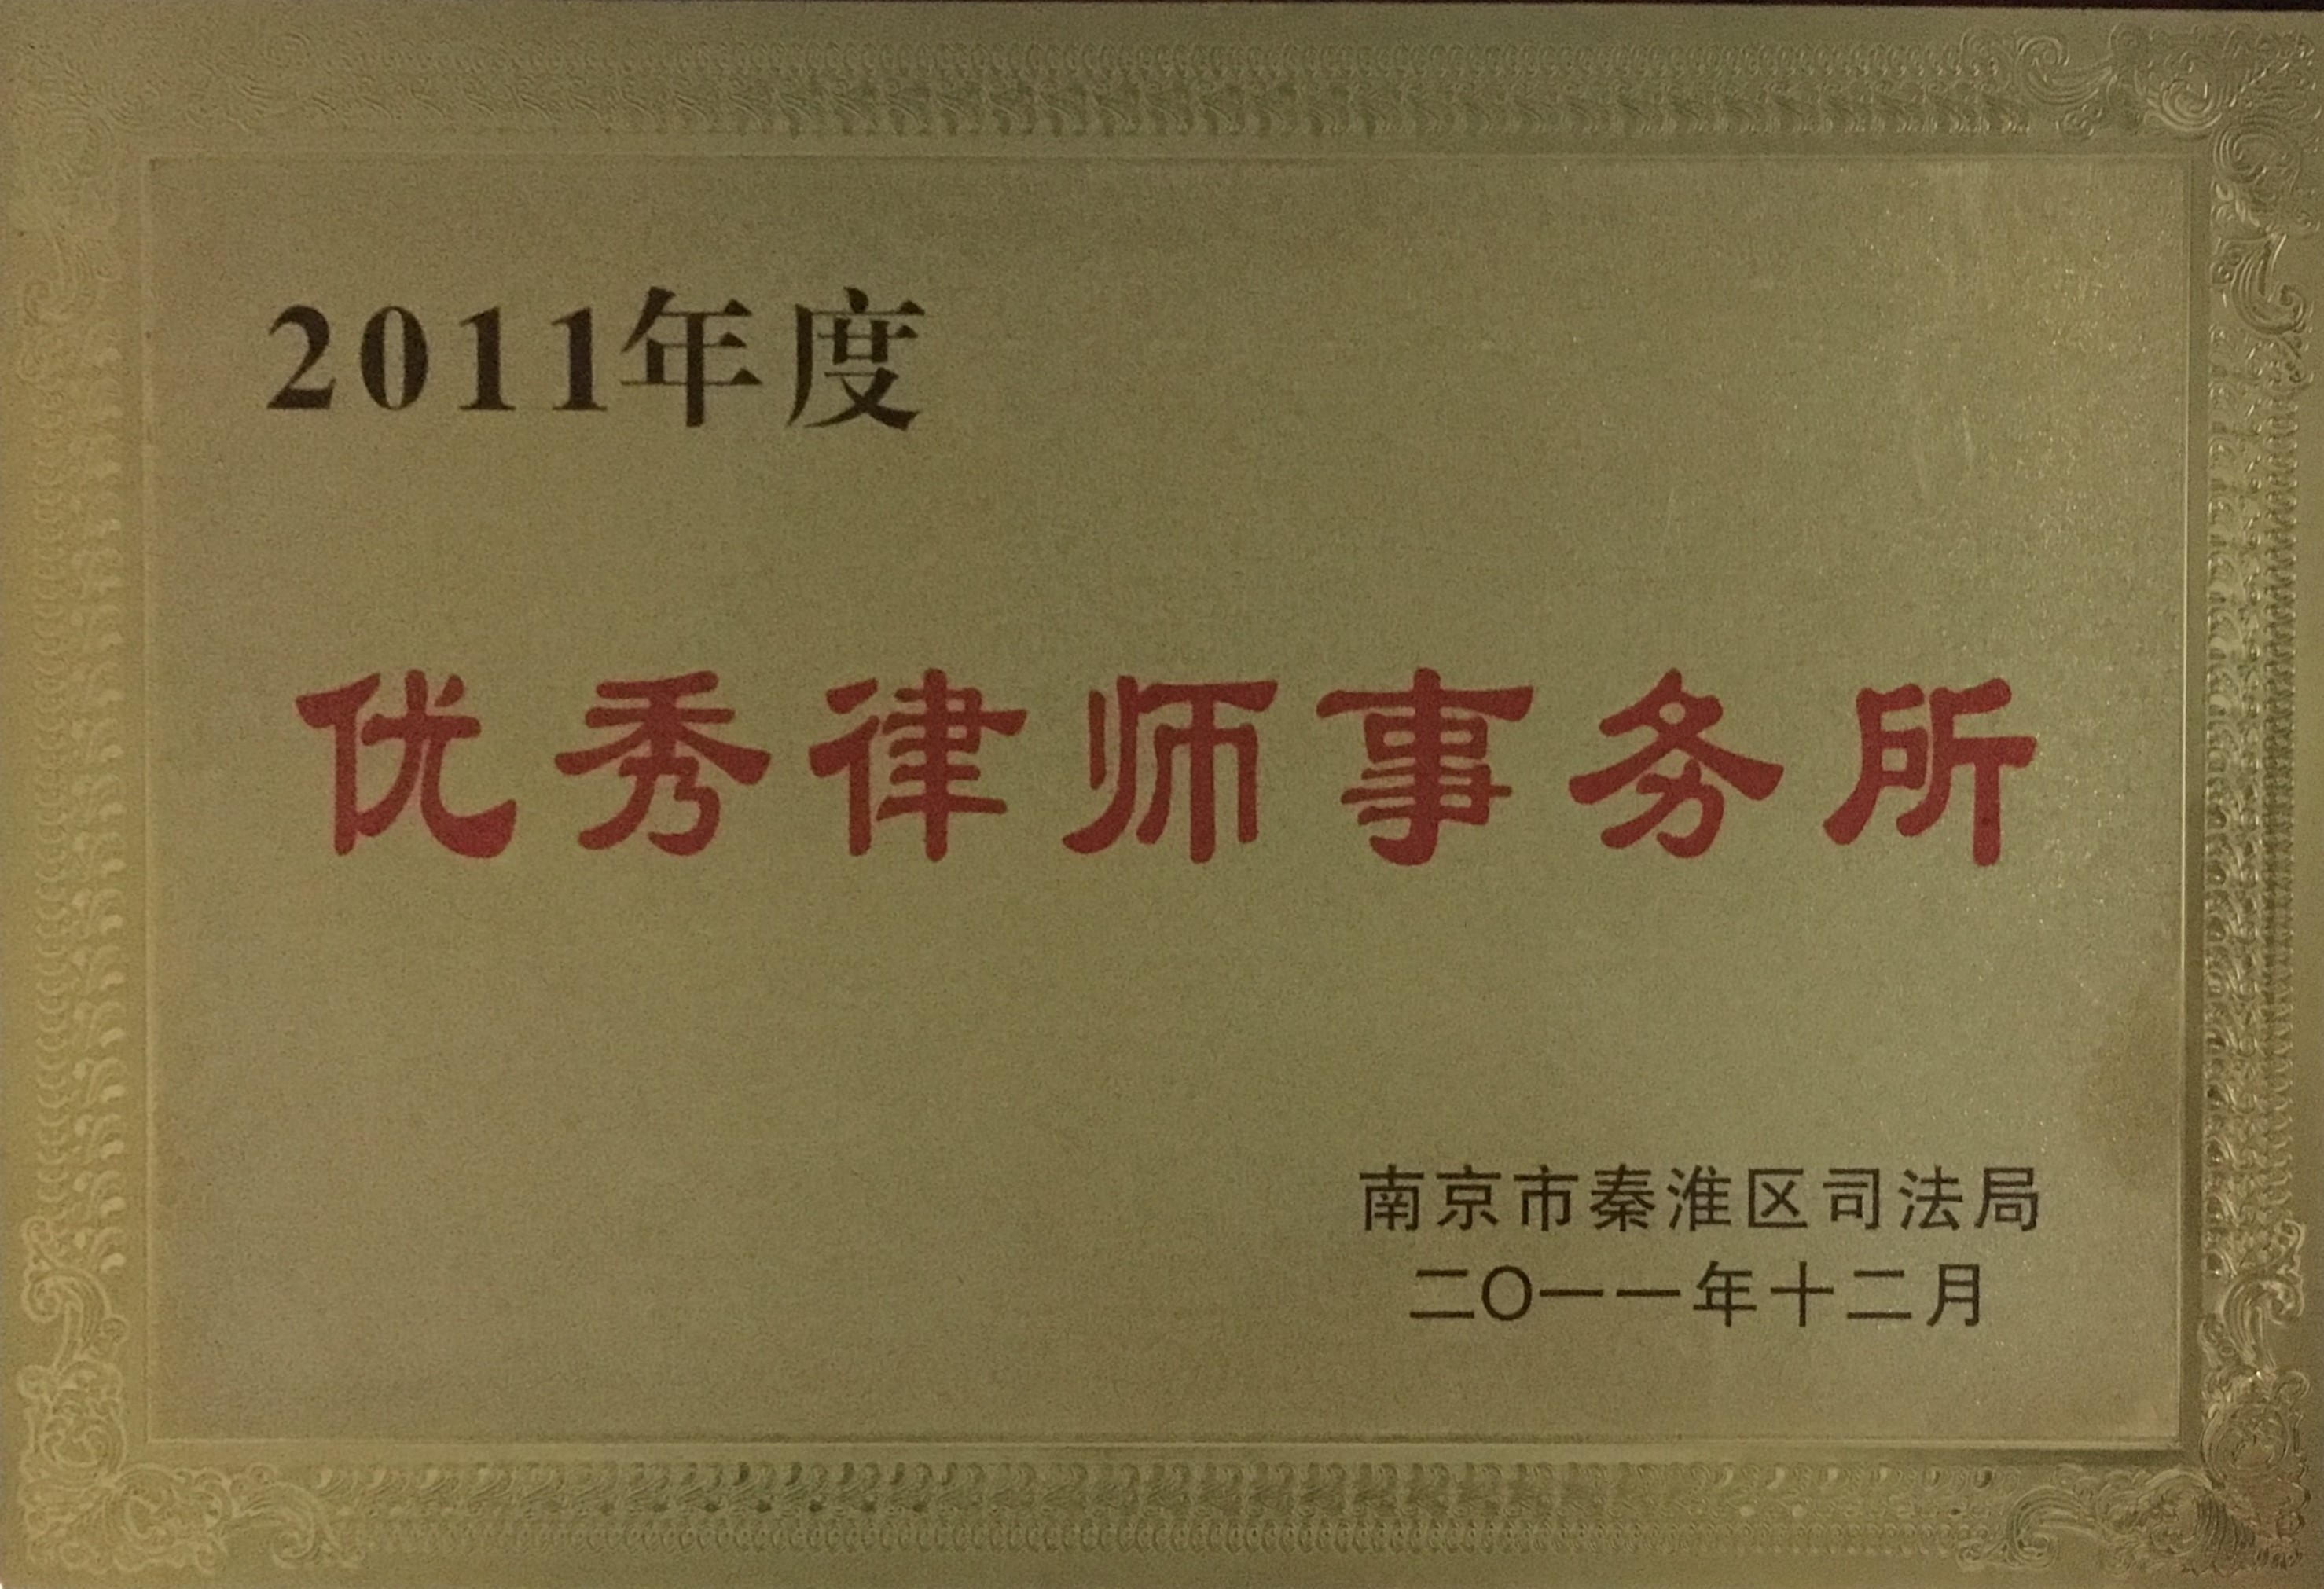 2011年度
优秀律师事务所
南京市秦淮区司法局
二〇一一年十二月